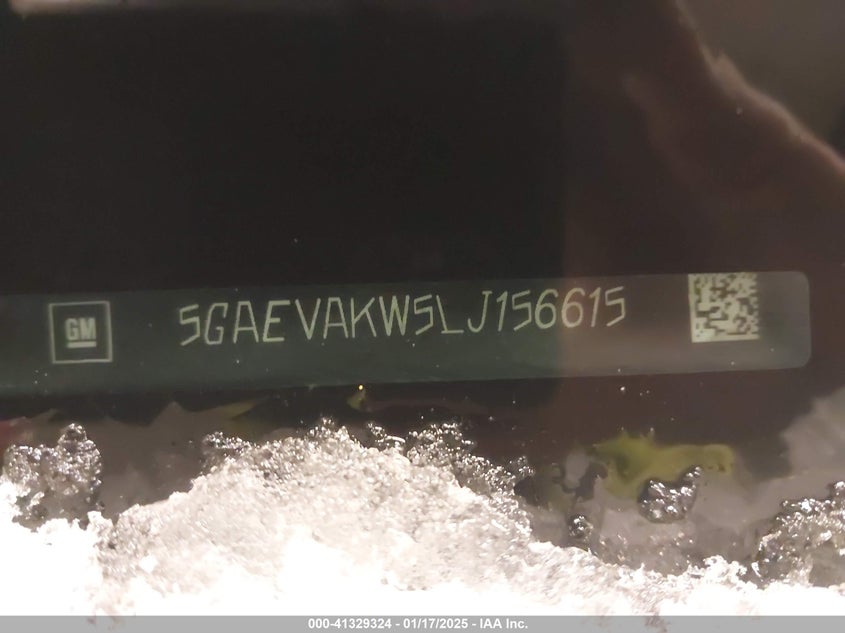 GM 5GAEVAKW5LJ156615
000-41329324 - 01/17/2025 - IAA Inc.